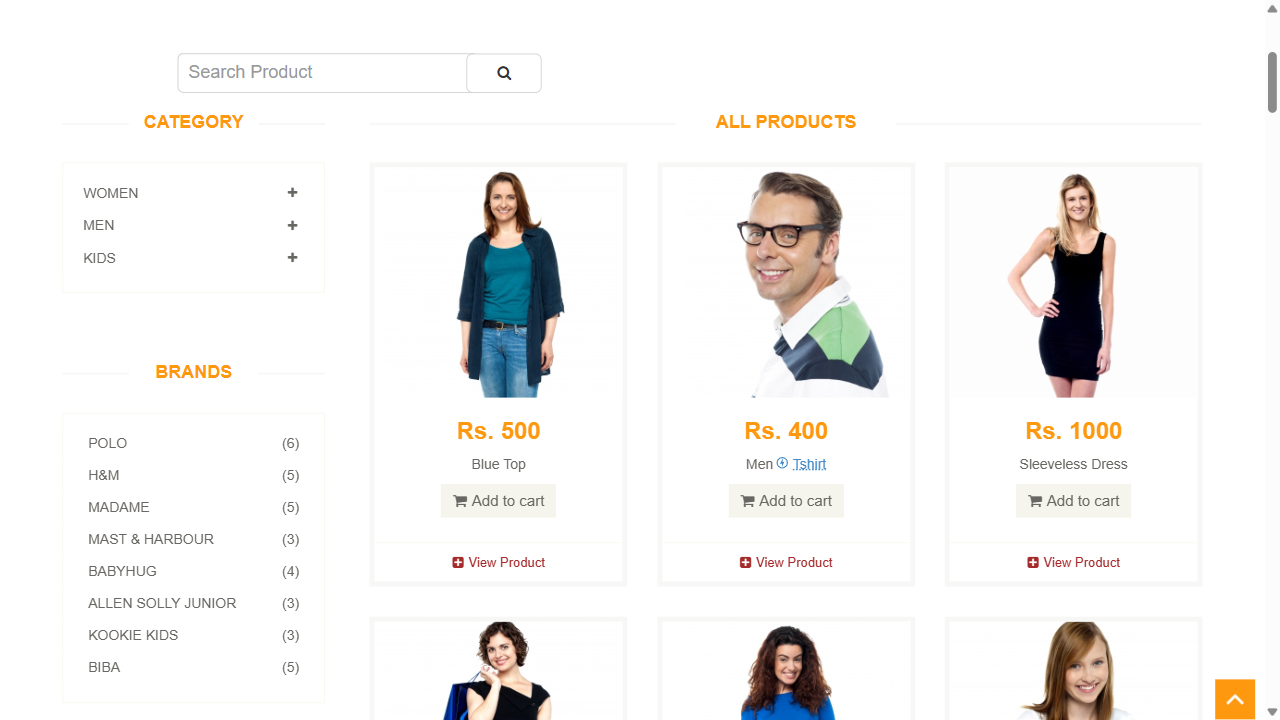 Search Product
CATEGORY
WOMEN
MEN
KIDS
BRANDS
POLO (6)
H&M (5)
MADAME (5)
MAST & HARBOUR (3)
BABYHUG (4)
ALLEN SOLLY JUNIOR (3)
KOOKIE KIDS (3)
BIBA (5)
ALL PRODUCTS
Rs. 500
Blue Top
Add to cart
View Product
Rs. 400
Men Tshirt
Add to cart
View Product
Rs. 1000
Sleeveless Dress
Add to cart
View Product